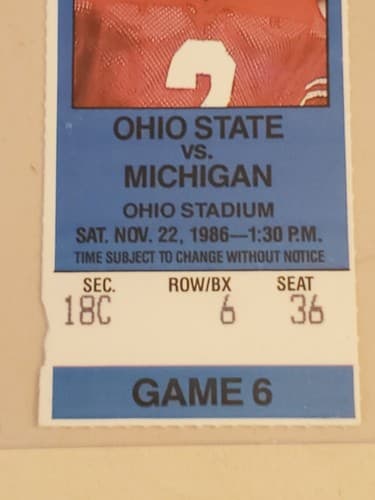 2
OHIO STATE
VS.
MICHIGAN
OHIO STADIUM
SAT. NOV. 22, 1986—1:30 P.M.
TIME SUBJECT TO CHANGE WITHOUT NOTICE
SEC. ROW/BX SEAT
18C 6 36
GAME 6